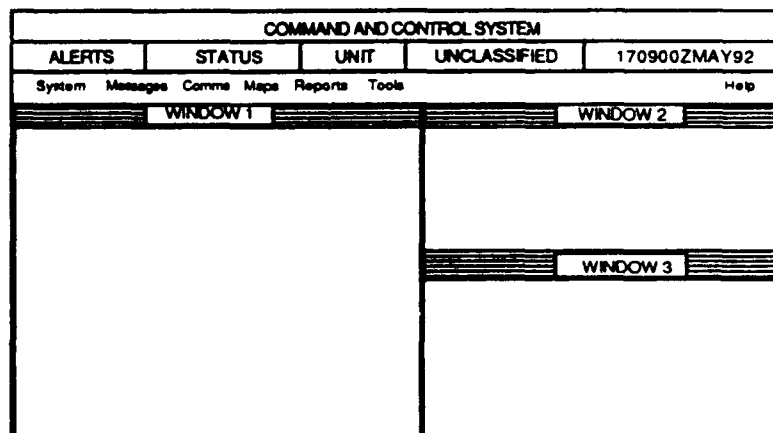 COMMAND AND CONTROL SYSTEM
ALERTS STATUS UNIT UNCLASSIFIED 170900ZMAY92
System Messages Comms Maps Reports Tools Help
WINDOW 1 WINDOW 2
WINDOW 3